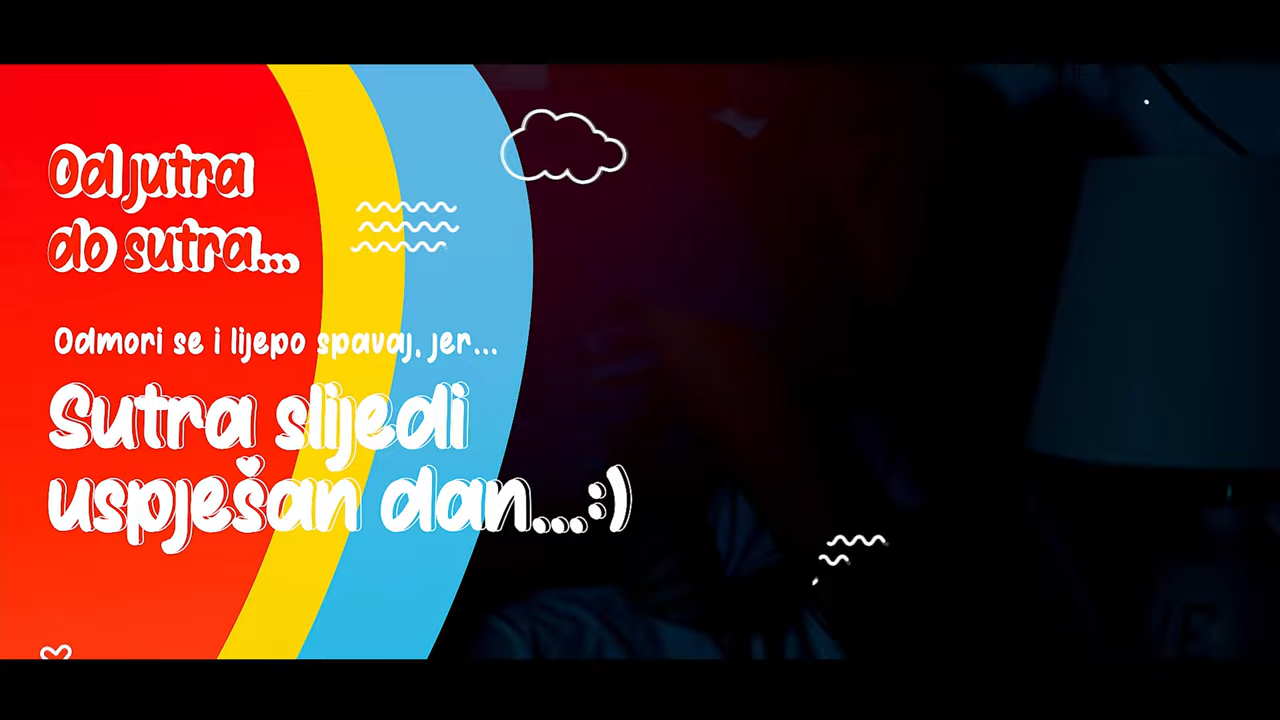 Od jutra
do sutra...
Odmori se i lijepo spavaj, jer...
Sutra slijedi
uspješan dan...:)